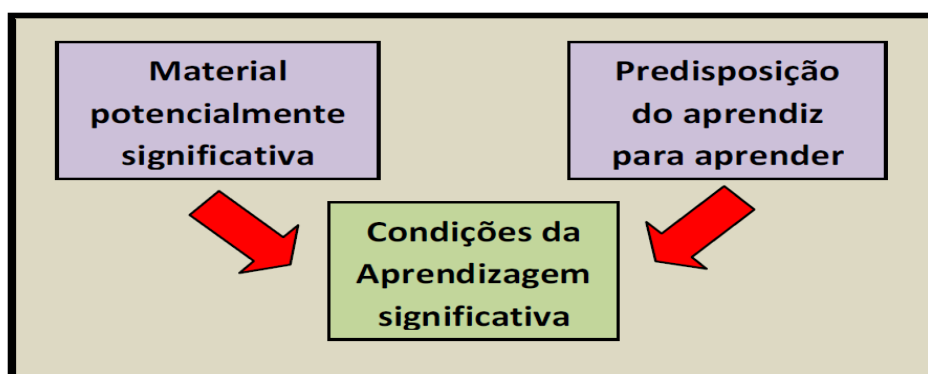 Material
potencialmente
significativa
Predisposição
do aprendiz
para aprender
Condições da
Aprendizagem
significativa